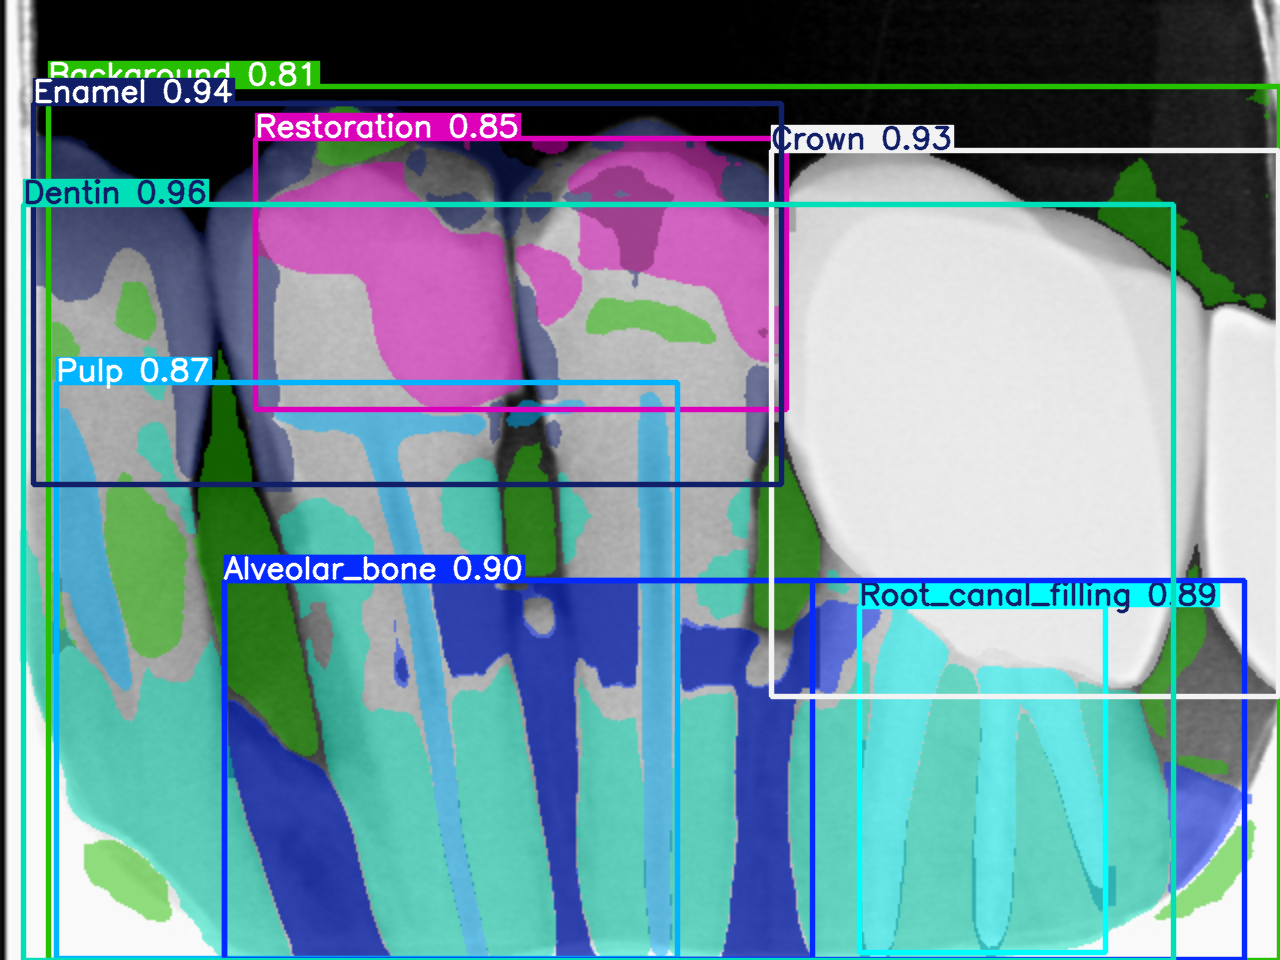 Background 0.81
Enamel 0.94
Restoration 0.85
Crown 0.93
Dentin 0.96
Pulp 0.87
Alveolar_bone 0.90
Root_canal_filling 0.89